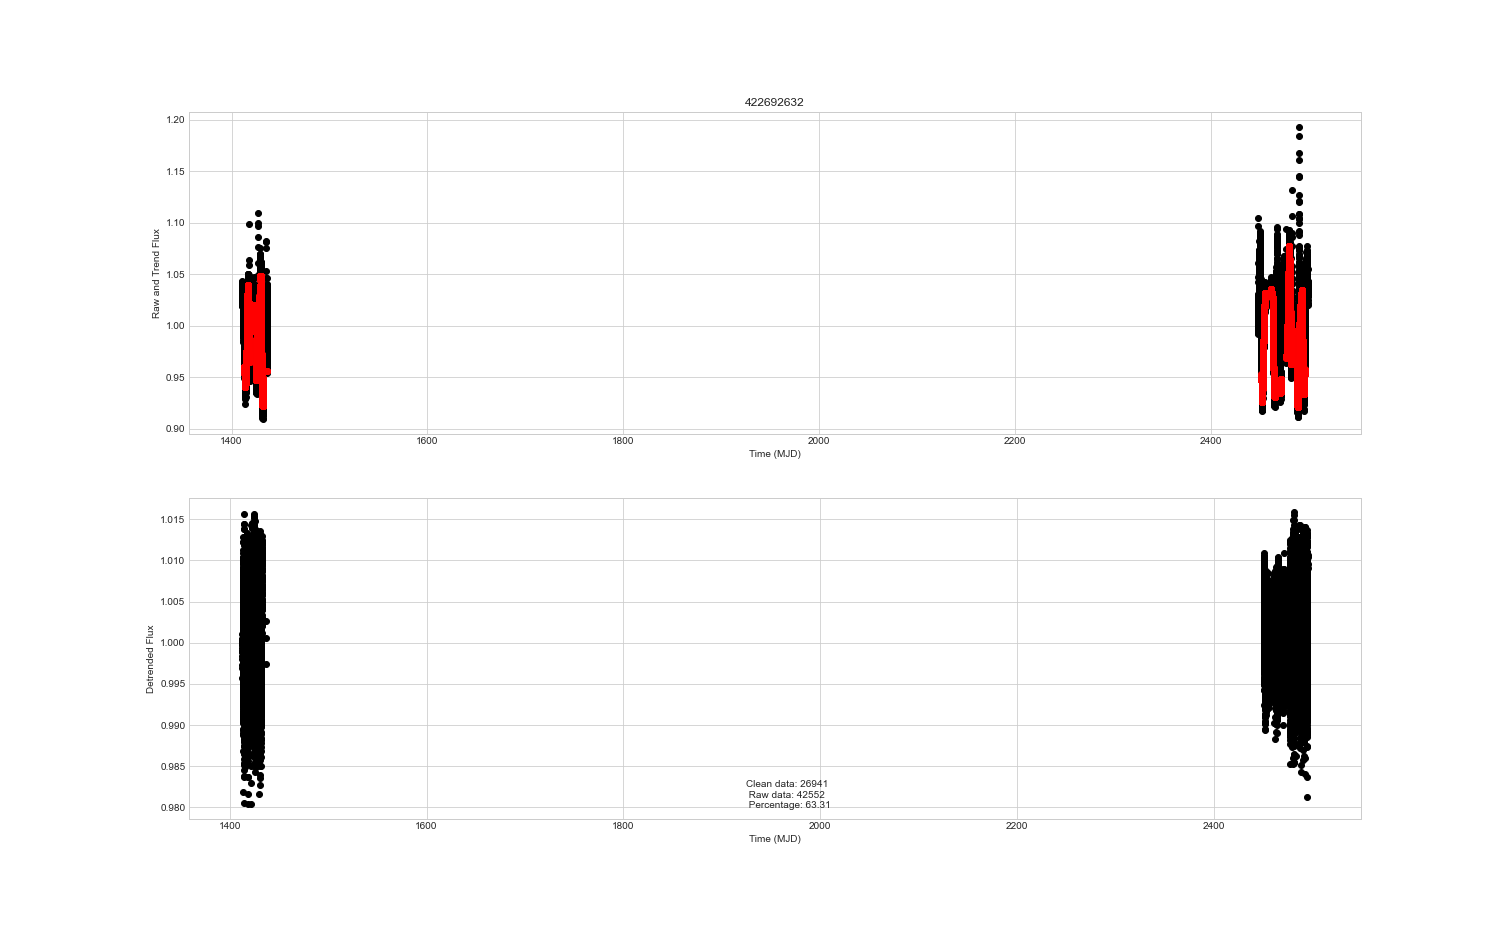 422692632
1.20
1.15
1.10
1.05
1.00
0.95
0.90
Raw and Trend Flux
1400 1600 1800 2000 2200 2400
Time (MJD)
1.015
1.010
1.005
1.000
0.995
0.990
0.985
0.980
Detrended Flux
Clean data: 26941
Raw data: 42552
Percentage: 63.31
1400 1600 1800 2000 2200 2400
Time (MJD)